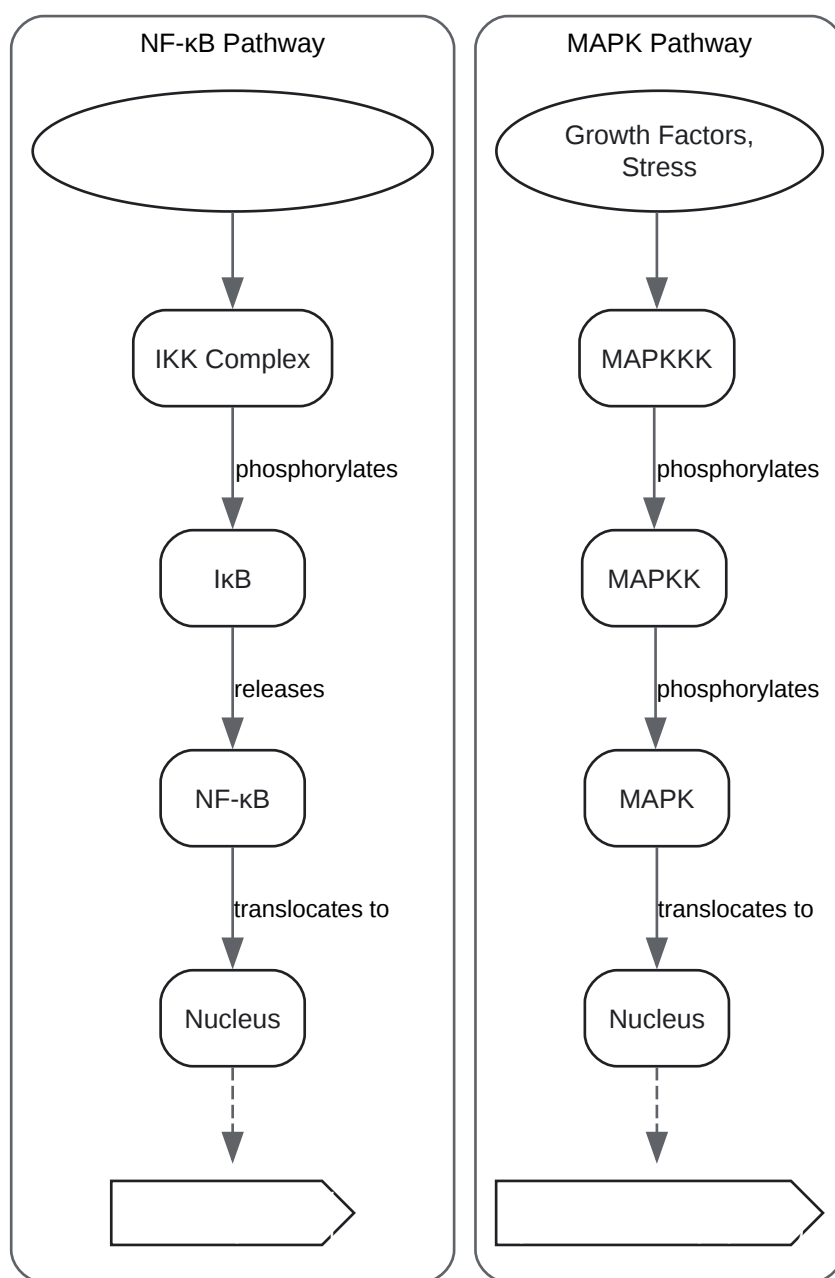 NF-κB Pathway
IKK Complex
phosphorylates
IκB
releases
NF-κB
translocates to
Nucleus
MAPK Pathway
Growth Factors,
Stress
MAPKKK
phosphorylates
MAPKK
phosphorylates
MAPK
translocates to
Nucleus